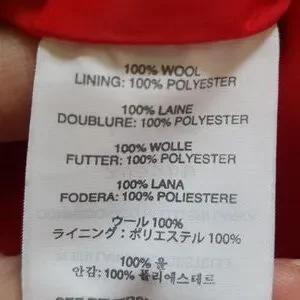 100% WOOL
LINING: 100% POLYESTER
100% LAINE
DOUBLURE: 100% POLYESTER
100% WOLLE
FUTTER: 100% POLYESTER
100% LANA
FODERA: 100% POLIESTERE
ウール 100%
ライニング：ポリエステル 100%
100% 울
안감: 100% 폴리에스테르